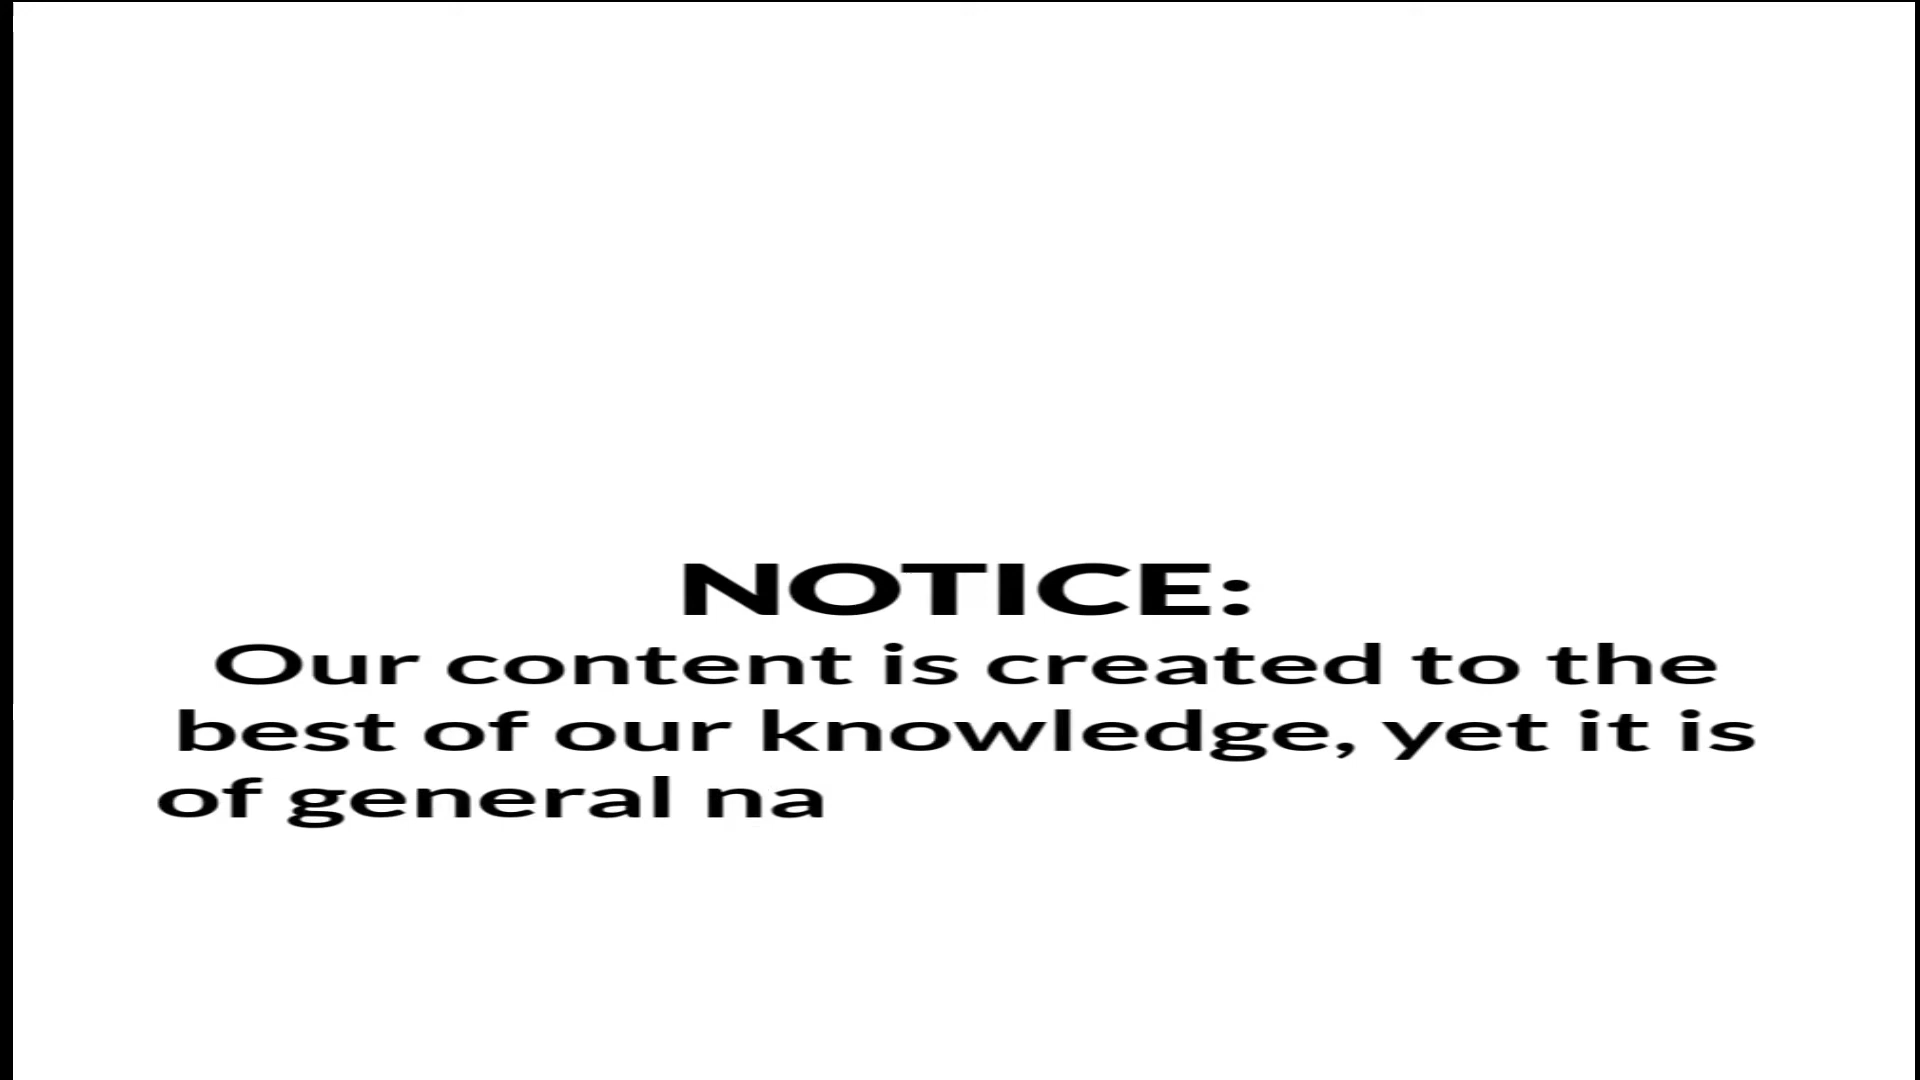 NOTICE:
Our content is created to the
best of our knowledge, yet it is
of general na